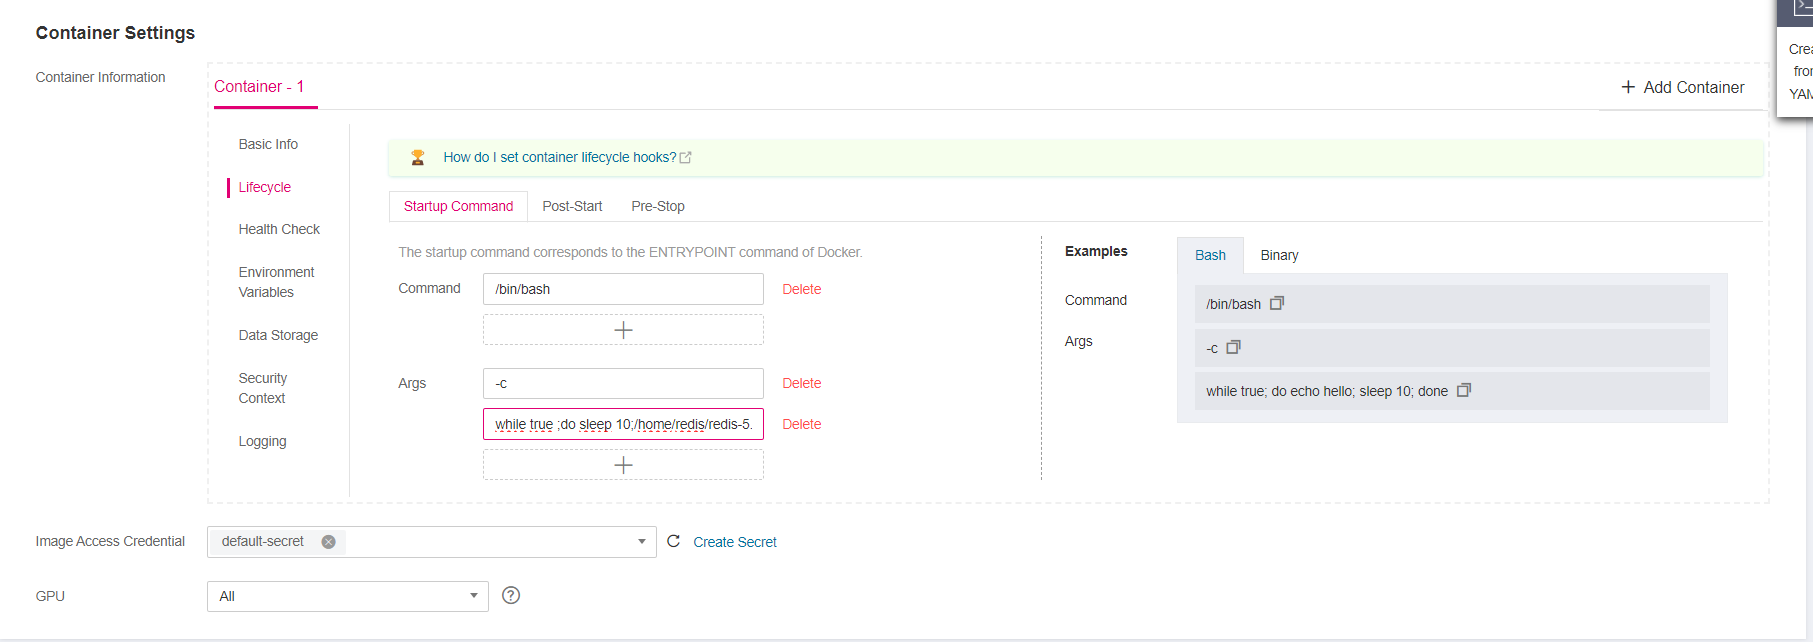 Container Settings
Container Information
Container - 1
+ Add Container
Basic Info
Lifecycle
Health Check
Environment
Variables
Data Storage
Security
Context
Logging
How do I set container lifecycle hooks?
Startup Command Post-Start Pre-Stop
The startup command corresponds to the ENTRYPOINT command of Docker.
Command /bin/bash Delete
Args -c Delete
while true ;do sleep 10;/home/redis/redis-5. Delete
Examples Bash Binary
Command /bin/bash
Args -c
while true; do echo hello; sleep 10; done
Image Access Credential default-secret Create Secret
GPU All